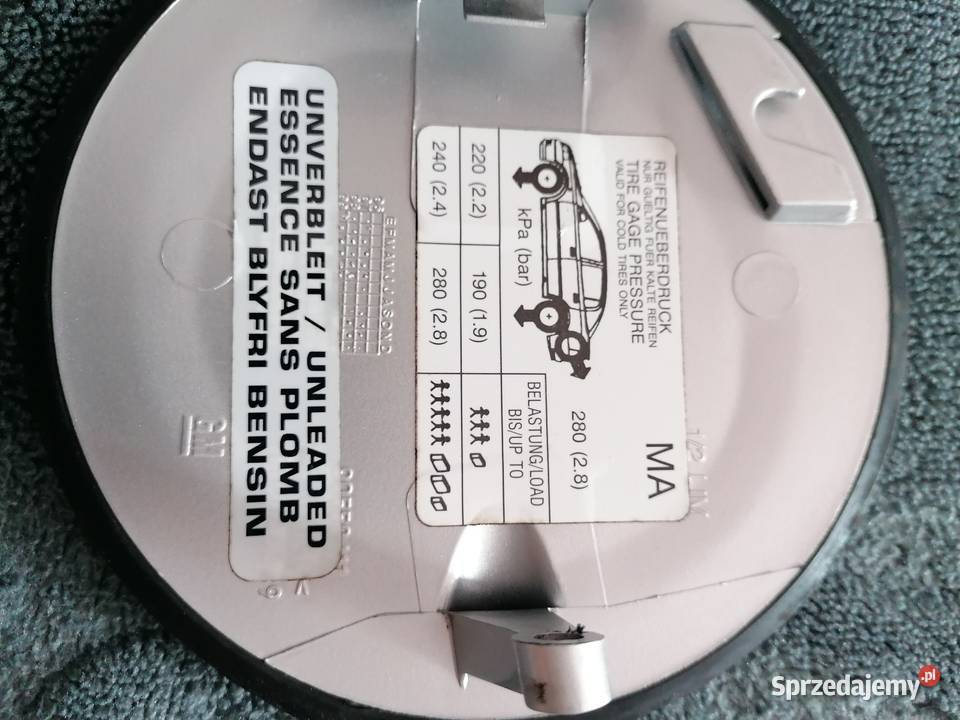 MA
REIFENUEBERDRUCK
NUR GUELTIG FUER KALTE REIFEN
TIRE GAGE PRESSURE
VALID FOR COLD TIRES ONLY
280 (2.8)
kPa (bar)
BELASTUNG/LOAD
BIS/UP TO
220 (2.2) 190 (1.9)
240 (2.4) 280 (2.8)
UNVERBLEIT / UNLEADED
ESSENCE SANS PLOMB
ENDAST BLYFRI BENSIN
GM
Sprzedajemy.pl